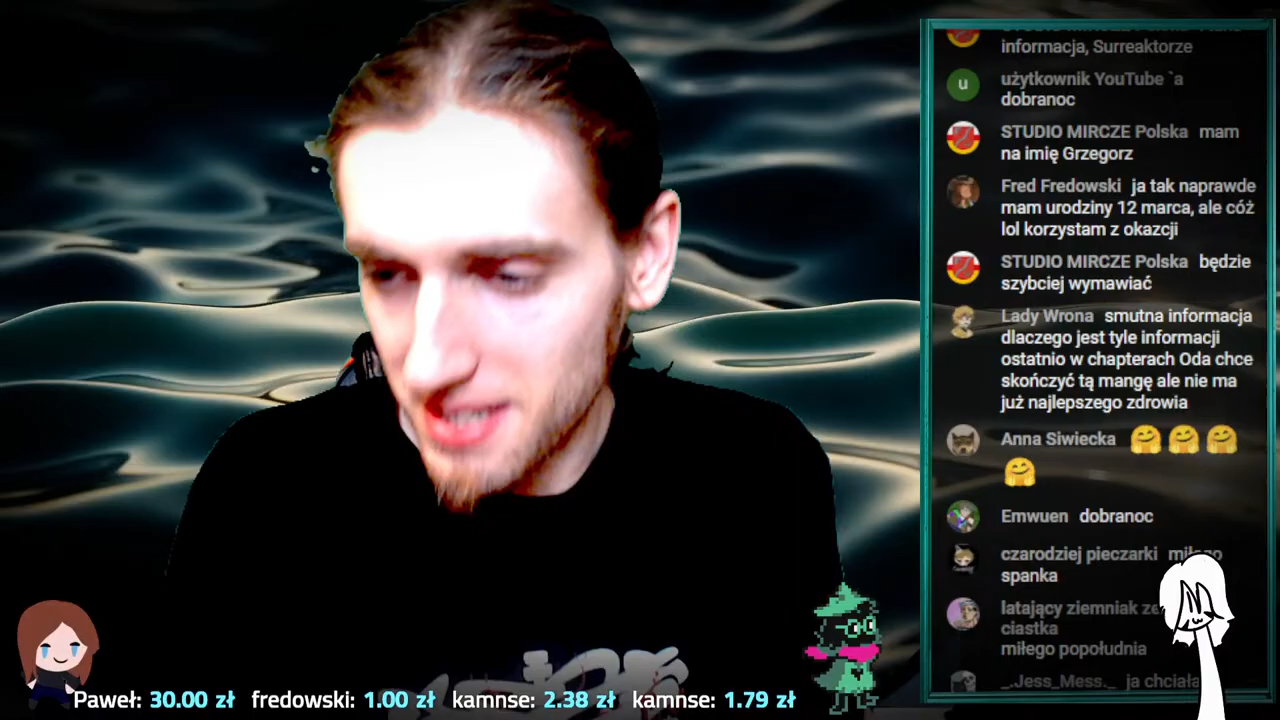 informacja, Surreaktorze
użytkownik YouTube `a
dobranoc
STUDIO MIRCZE Polska mam
na imię Grzegorz
Fred Fredowski ja tak naprawde
mam urodziny 12 marca, ale cóż
lol korzystam z okazcji
STUDIO MIRCZE Polska będzie
szybciej wymawiać
Lady Wrona smutna informacja
dlaczego jest tyle informacji
ostatnio w chapterach Oda chce
skończyć tą mangę ale nie ma
już najlepszego zdrowia
Anna Siwiecka
Emwuen dobranoc
czarodziej pieczarki miłego
spanka
latający ziemniak
ciastka
miłego popołudnia
_.Jess_Mess._ ja chciała
Paweł: 30.00 zł fredowski: 1.00 zł kamnse: 2.38 zł kamnse: 1.79 zł